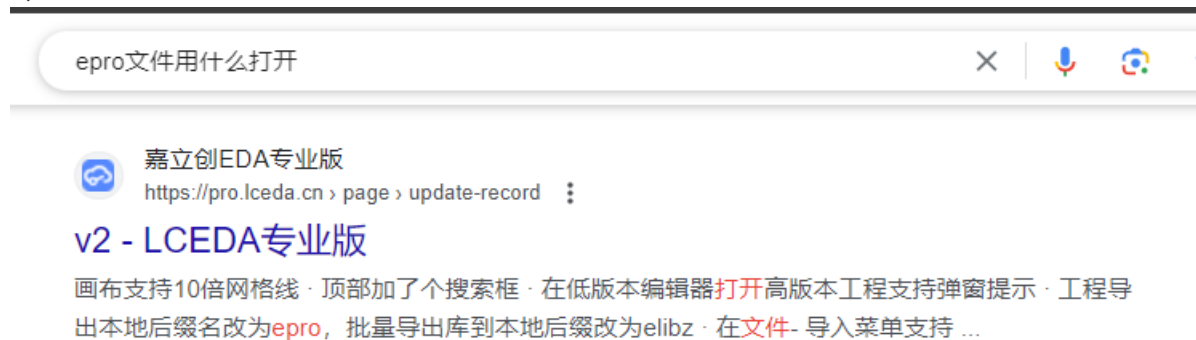 epro文件用什么打开
嘉立创EDA专业版
https://pro.lceda.cn › page › update-record
v2 - LCEDA专业版
画布支持10倍网格线 · 顶部加了个搜索框 · 在低版本编辑器打开高版本工程支持弹窗提示 · 工程导
出本地后缀名改为epro，批量导出库到本地后缀改为elibz · 在文件- 导入菜单支持 ...